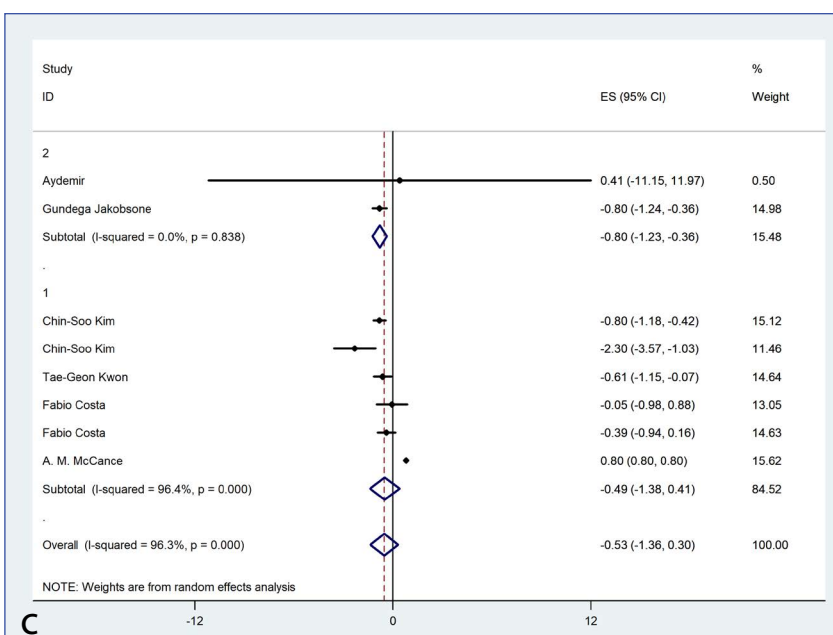 Study %
ID ES (95% CI) Weight
2
Aydemir 0.41 (-11.15, 11.97) 0.50
Gundega Jakobsone -0.80 (-1.24, -0.36) 14.98
Subtotal (I-squared = 0.0%, p = 0.838) -0.80 (-1.23, -0.36) 15.48
.
1
Chin-Soo Kim -0.80 (-1.18, -0.42) 15.12
Chin-Soo Kim -2.30 (-3.57, -1.03) 11.46
Tae-Geon Kwon -0.61 (-1.15, -0.07) 14.64
Fabio Costa -0.05 (-0.98, 0.88) 13.05
Fabio Costa -0.39 (-0.94, 0.16) 14.63
A. M. McCance 0.80 (0.80, 0.80) 15.62
Subtotal (I-squared = 96.4%, p = 0.000) -0.49 (-1.38, 0.41) 84.52
.
Overall (I-squared = 96.3%, p = 0.000) -0.53 (-1.36, 0.30) 100.00
NOTE: Weights are from random effects analysis
-12 0 12
C